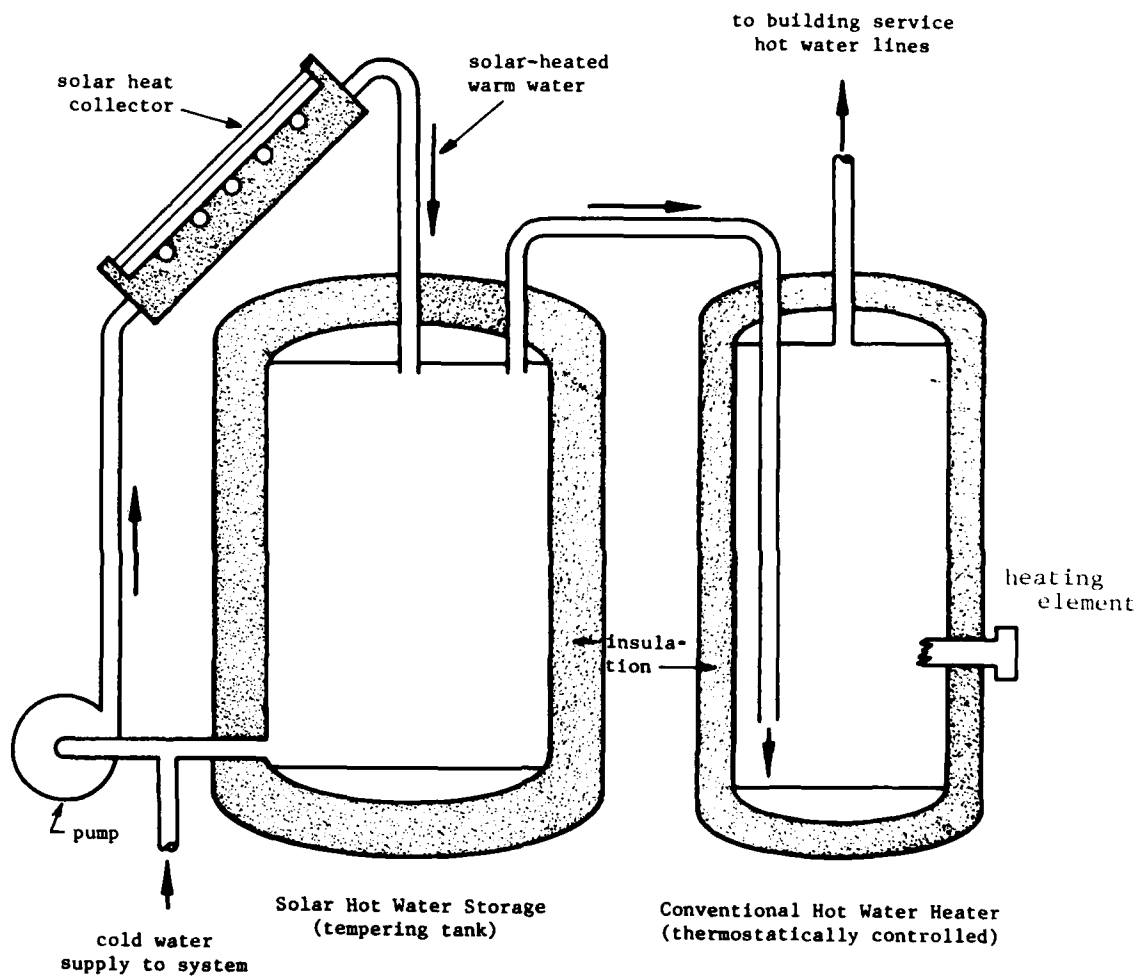 to building service
hot water lines
solar-heated
warm water
solar heat
collector
heating
element
insula-
tion
pump
Solar Hot Water Storage
(tempering tank)
Conventional Hot Water Heater
(thermostatically controlled)
cold water
supply to system